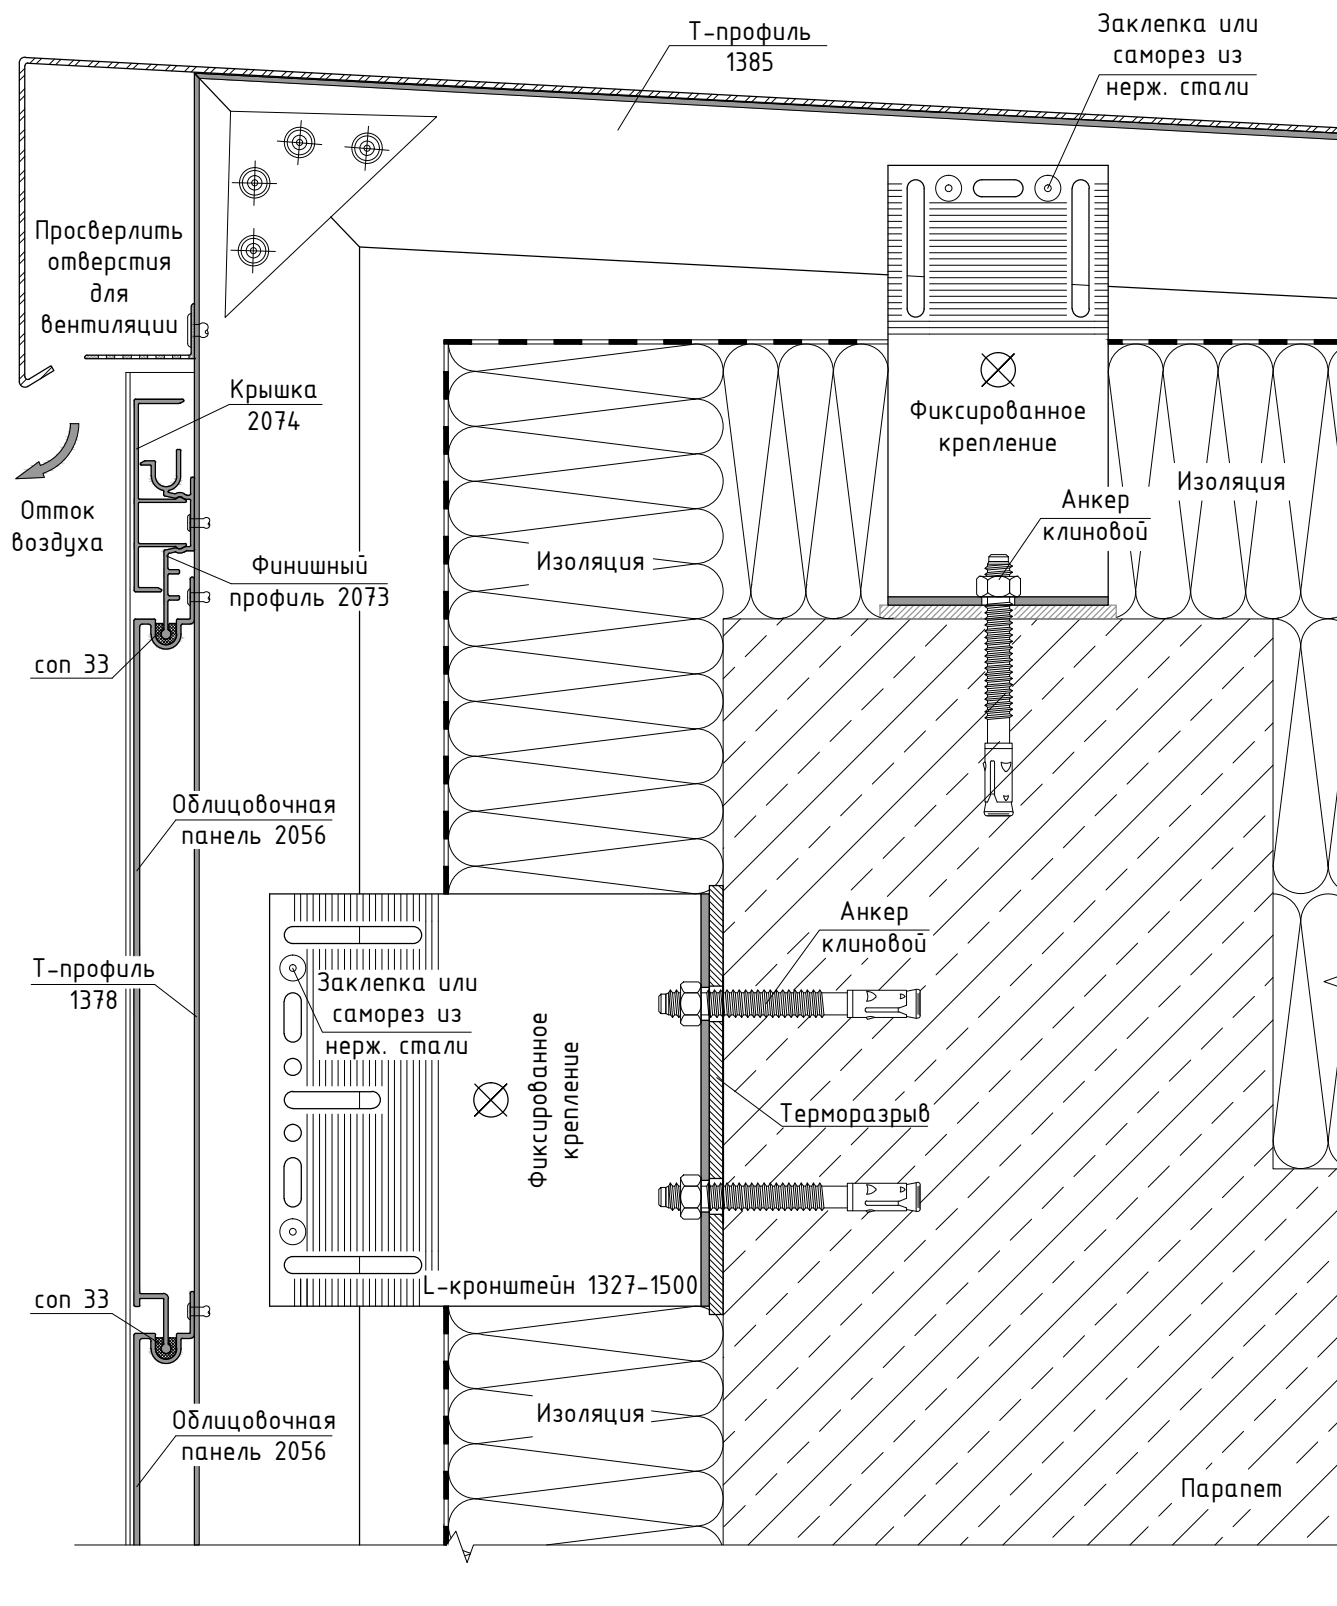 Т-профиль
1385
Заклепка или
саморез из
нерж. стали
Просверлить
отверстия
для
вентиляции
Крышка
2074
Фиксированное
крепление
Изоляция
Анкер
клиновой
Отток
воздуха
Изоляция
Финишный
профиль 2073
соп 33
Облицовочная
панель 2056
Анкер
клиновой
Т-профиль
1378
Заклепка или
саморез из
нерж. стали
Фиксированное
крепление
Терморазрыв
L-кронштейн 1327-1500
соп 33
Облицовочная
панель 2056
Изоляция
Парапет